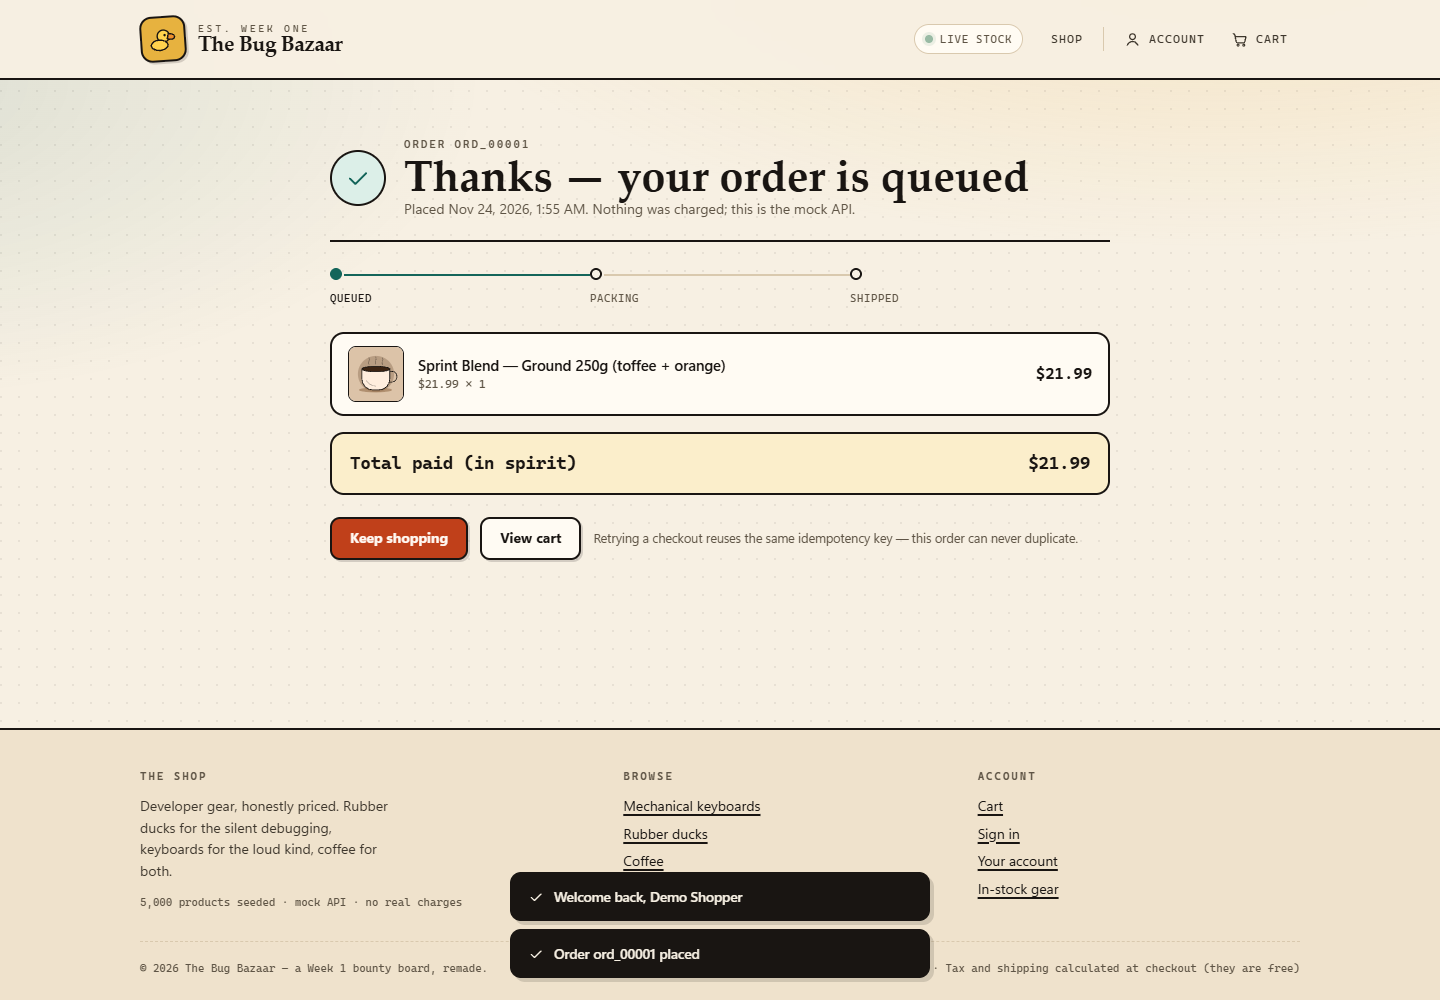 EST. WEEK ONE
The Bug Bazaar
LIVE STOCK
SHOP
ACCOUNT
CART
ORDER ORD_00001
Thanks — your order is queued
Placed Nov 24, 2026, 1:55 AM. Nothing was charged; this is the mock API.
QUEUED
PACKING
SHIPPED
Sprint Blend — Ground 250g (toffee + orange)
$21.99 × 1
$21.99
Total paid (in spirit)
$21.99
Keep shopping
View cart
Retrying a checkout reuses the same idempotency key — this order can never duplicate.
THE SHOP
Developer gear, honestly priced. Rubber
ducks for the silent debugging,
keyboards for the loud kind, coffee for
both.
5,000 products seeded · mock API · no real charges
BROWSE
Mechanical keyboards
Rubber ducks
Coffee
ACCOUNT
Cart
Sign in
Your account
In-stock gear
Welcome back, Demo Shopper
Order ord_00001 placed
© 2026 The Bug Bazaar — a Week 1 bounty board, remade.
· Tax and shipping calculated at checkout (they are free)